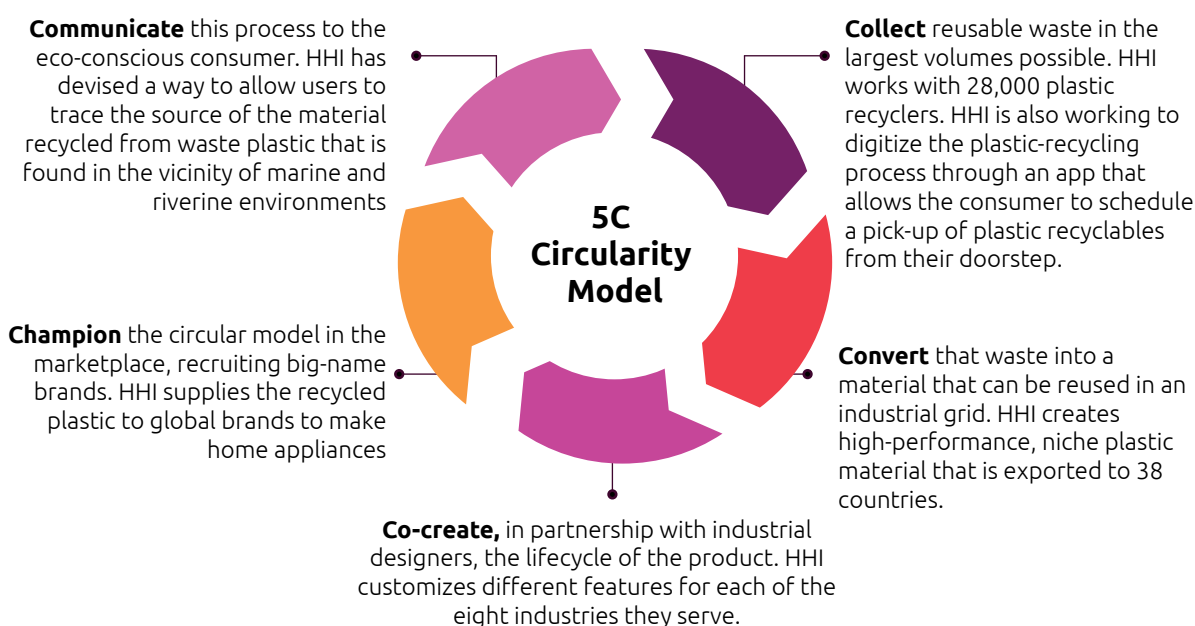 5C
Circularity
Model
Collect reusable waste in the
largest volumes possible. HHI
works with 28,000 plastic
recyclers. HHI is also working to
digitize the plastic-recycling
process through an app that
allows the consumer to schedule
a pick-up of plastic recyclables
from their doorstep.
Convert that waste into a
material that can be reused in an
industrial grid. HHI creates
high-performance, niche plastic
material that is exported to 38
countries.
Co-create, in partnership with industrial
designers, the lifecycle of the product. HHI
customizes different features for each of the
eight industries they serve.
Champion the circular model in the
marketplace, recruiting big-name
brands. HHI supplies the recycled
plastic to global brands to make
home appliances
Communicate this process to the
eco-conscious consumer. HHI has
devised a way to allow users to
trace the source of the material
recycled from waste plastic that is
found in the vicinity of marine and
riverine environments